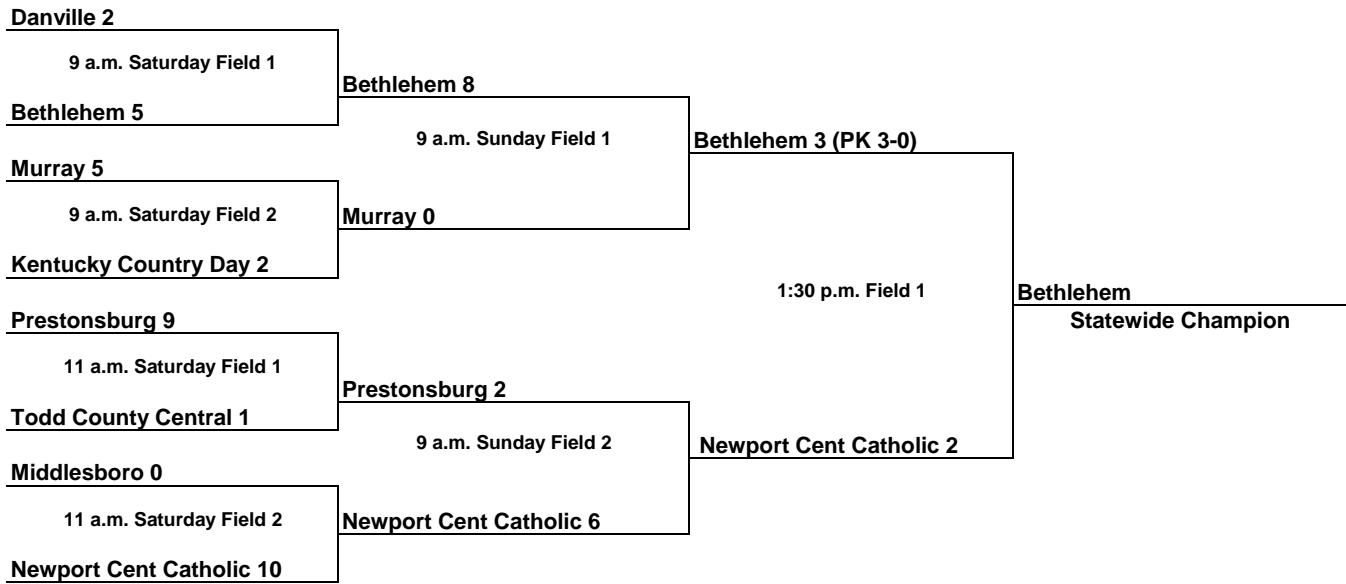 Danville 2
9 a.m. Saturday Field 1
Bethlehem 8
Bethlehem 5
9 a.m. Sunday Field 1
Bethlehem 3 (PK 3-0)
Murray 5
9 a.m. Saturday Field 2
Murray 0
Kentucky Country Day 2
1:30 p.m. Field 1
Bethlehem
Statewide Champion
Prestonsburg 9
11 a.m. Saturday Field 1
Prestonsburg 2
Todd County Central 1
9 a.m. Sunday Field 2
Newport Cent Catholic 2
Middlesboro 0
11 a.m. Saturday Field 2
Newport Cent Catholic 6
Newport Cent Catholic 10